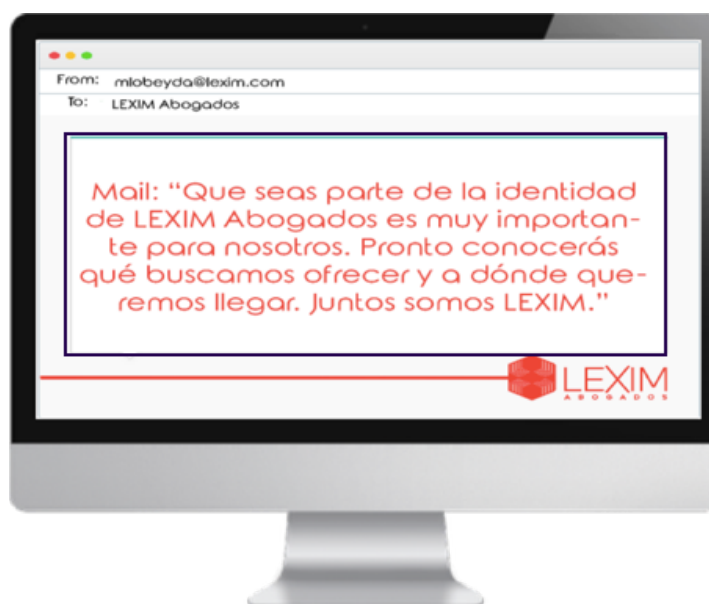 From: mlobeyda@lexim.com
To: LEXIM Abogados
Mail: “Que seas parte de la identidad
de LEXIM Abogados es muy importan-
te para nosotros. Pronto conocerás
qué buscamos ofrecer y a dónde que-
remos llegar. Juntos somos LEXIM.”
LEXIM
ABOGADOS